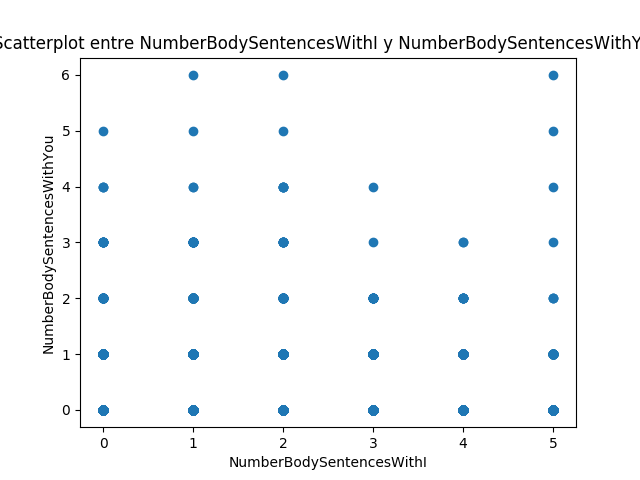 Scatterplot entre NumberBodySentencesWithI y NumberBodySentencesWithY
6
5
4
3
2
1
0
NumberBodySentencesWithYou
0 1 2 3 4 5
NumberBodySentencesWithI